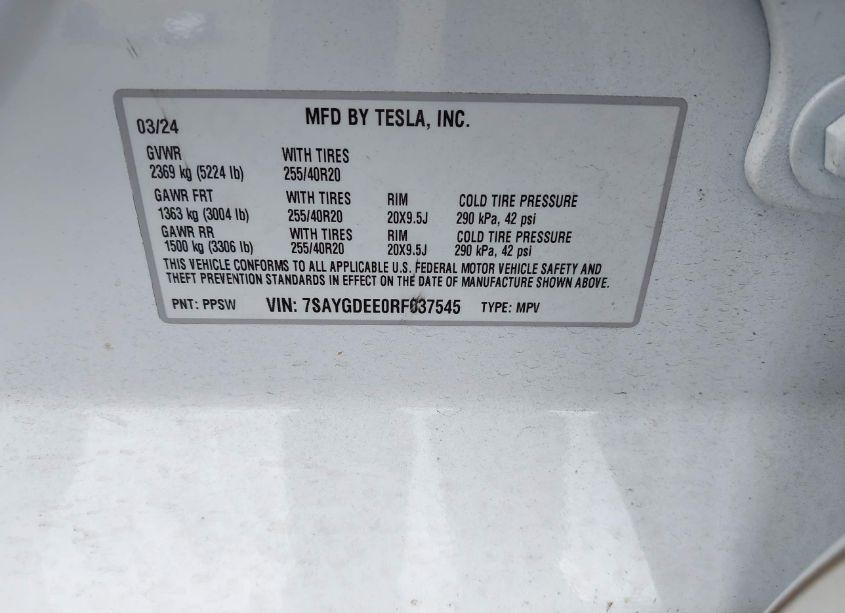 MFD BY TESLA, INC.
03/24
GVWR WITH TIRES
2369 kg (5224 lb) 255/40R20
GAWR FRT WITH TIRES RIM COLD TIRE PRESSURE
1363 kg (3004 lb) 255/40R20 20X9.5J 290 kPa, 42 psi
GAWR RR WITH TIRES RIM COLD TIRE PRESSURE
1500 kg (3306 lb) 255/40R20 20X9.5J 290 kPa, 42 psi
THIS VEHICLE CONFORMS TO ALL APPLICABLE U.S. FEDERAL MOTOR VEHICLE SAFETY AND
THEFT PREVENTION STANDARDS IN EFFECT ON THE DATE OF MANUFACTURE SHOWN ABOVE.
PNT: PPSW VIN: 7SAYGDEE0RF037545 TYPE: MPV